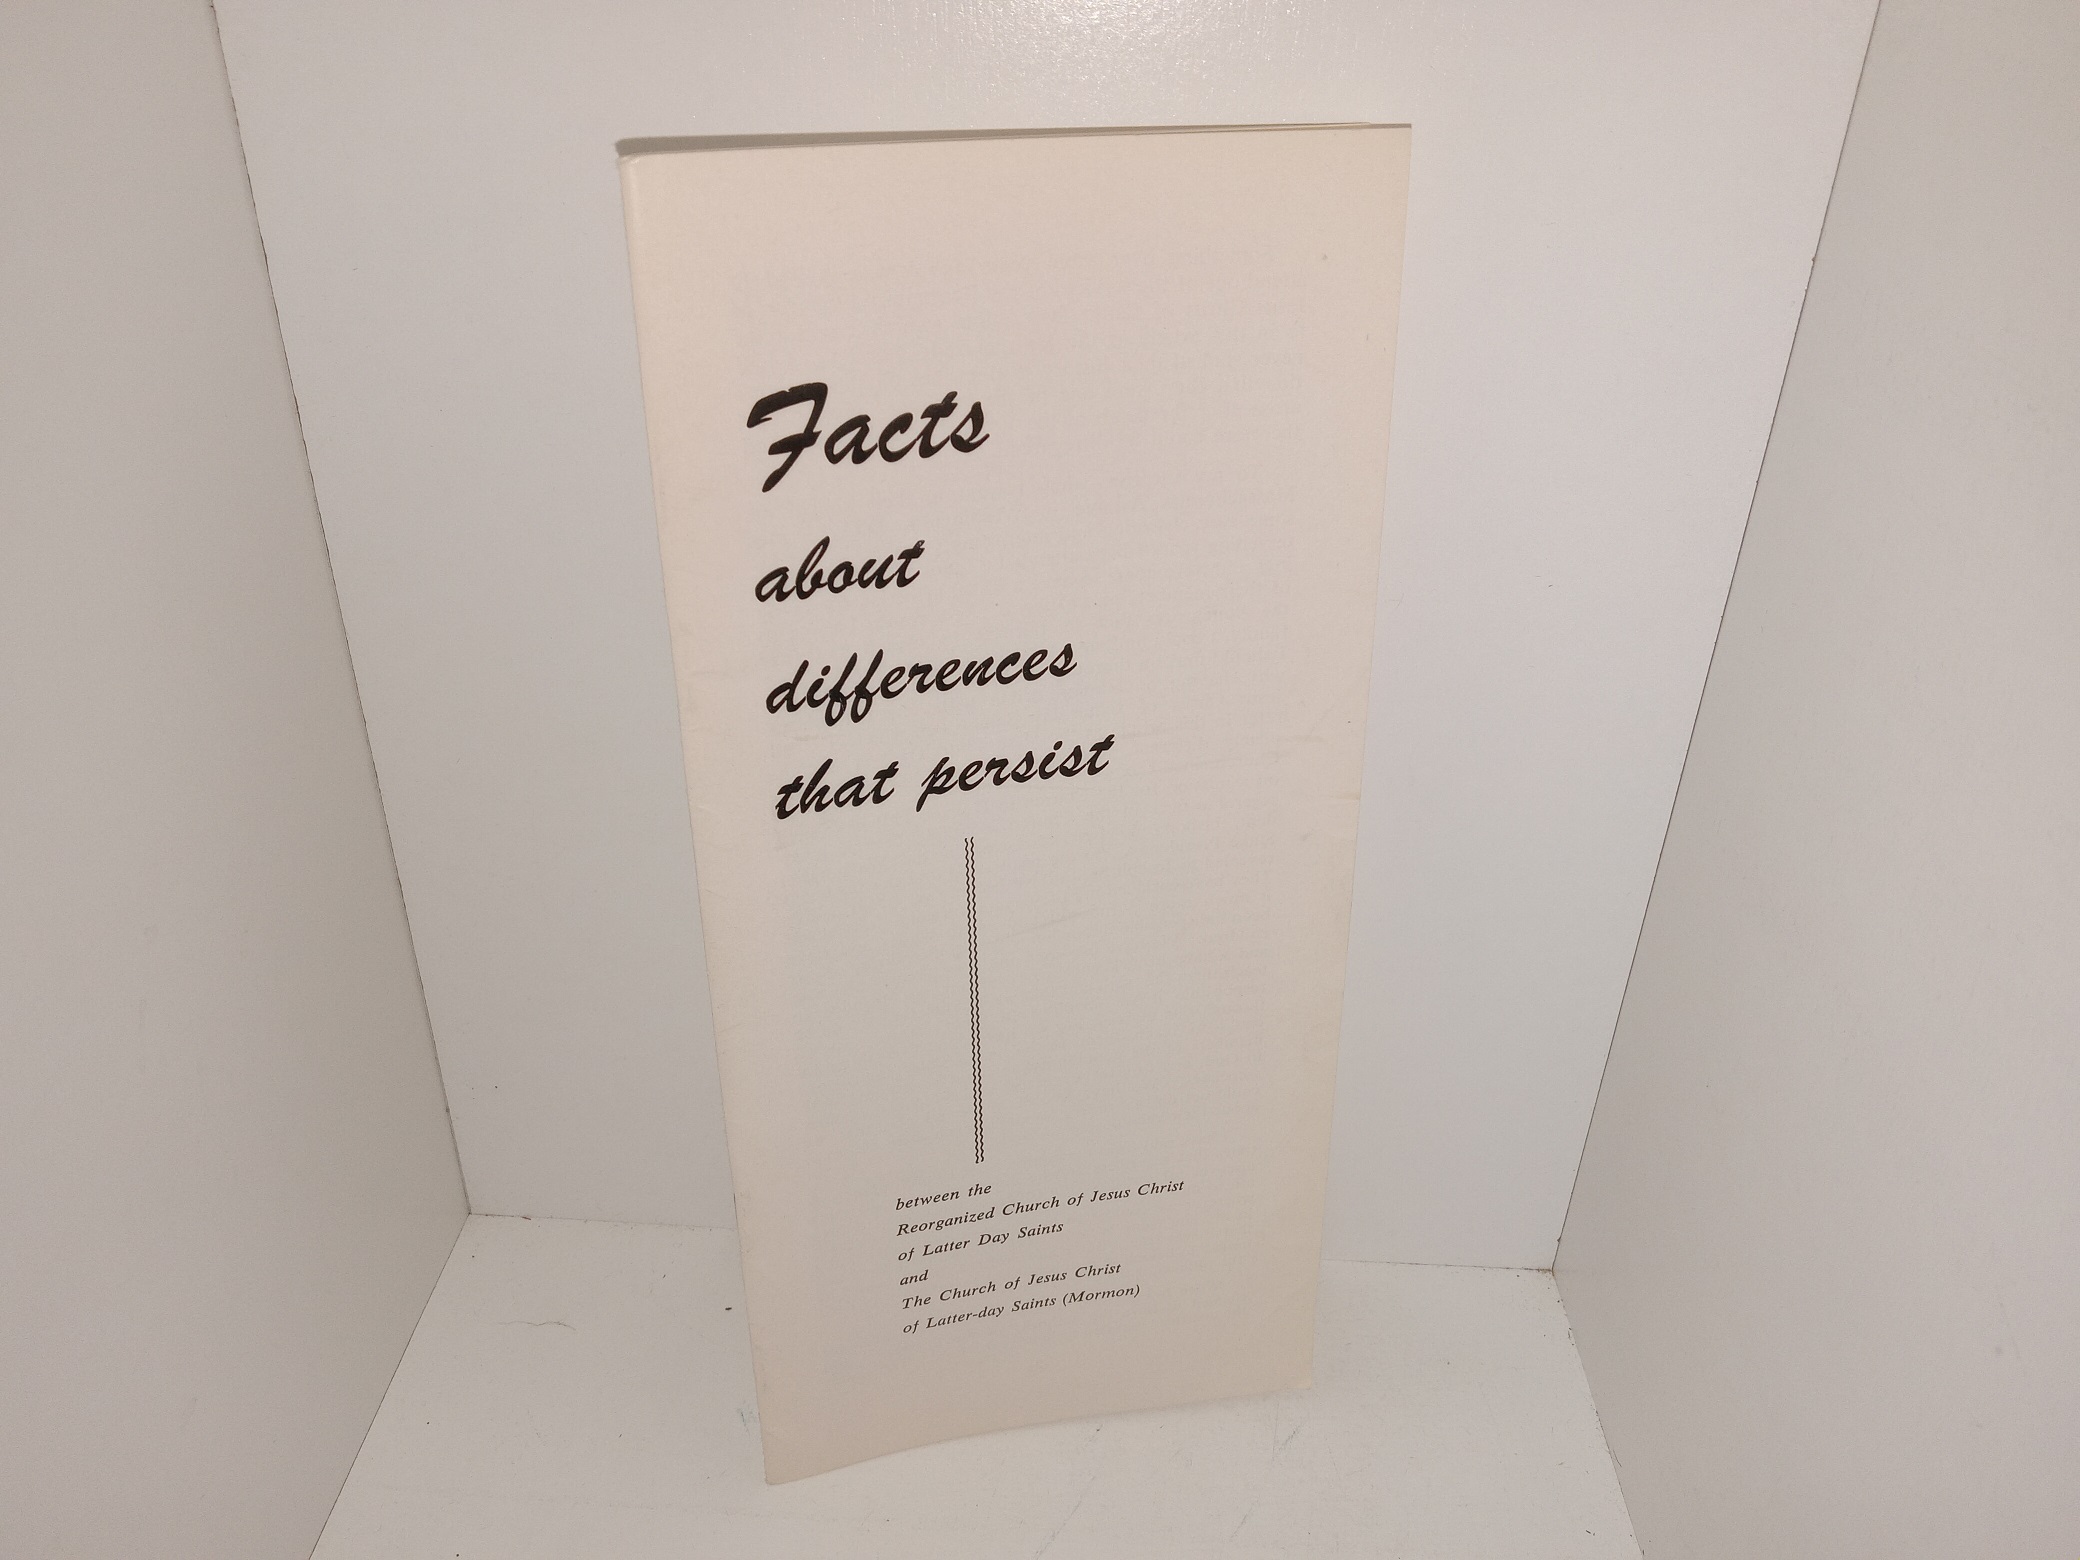 Facts
about
differences
that persist
between the
Reorganized Church of Jesus Christ
of Latter Day Saints
and
The Church of Jesus Christ
of Latter-day Saints (Mormon)